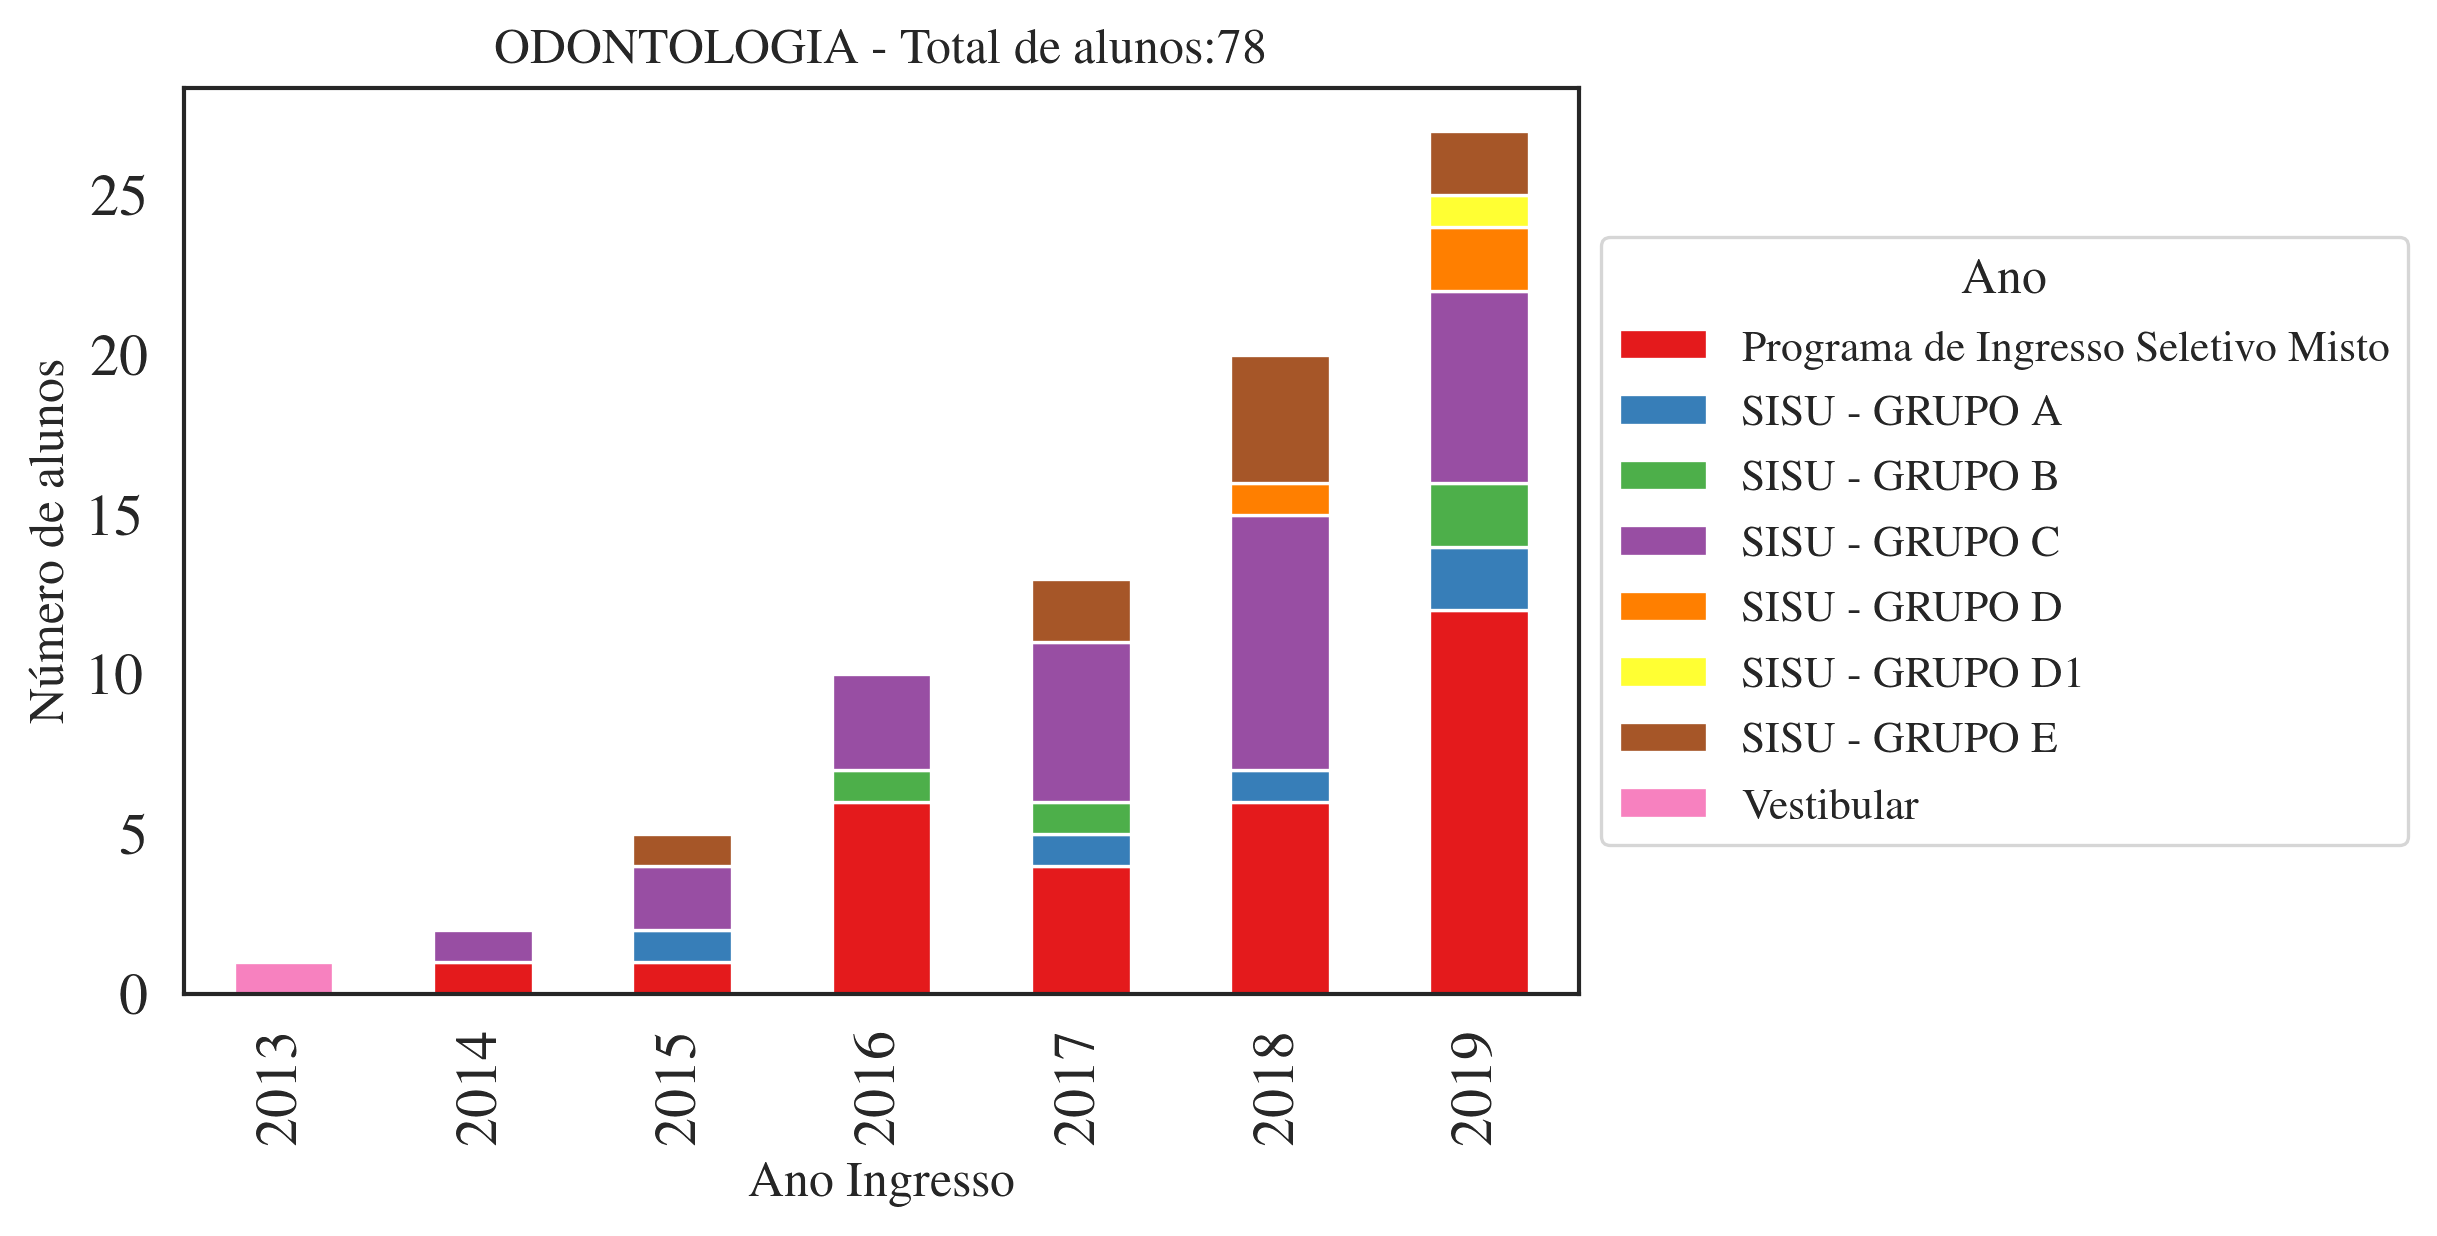 ODONTOLOGIA - Total de alunos:78
Número de alunos
25
20
15
10
5
0
2013
2014
2015
2016
2017
2018
2019
Ano Ingresso
Ano
Programa de Ingresso Seletivo Misto
SISU - GRUPO A
SISU - GRUPO B
SISU - GRUPO C
SISU - GRUPO D
SISU - GRUPO D1
SISU - GRUPO E
Vestibular